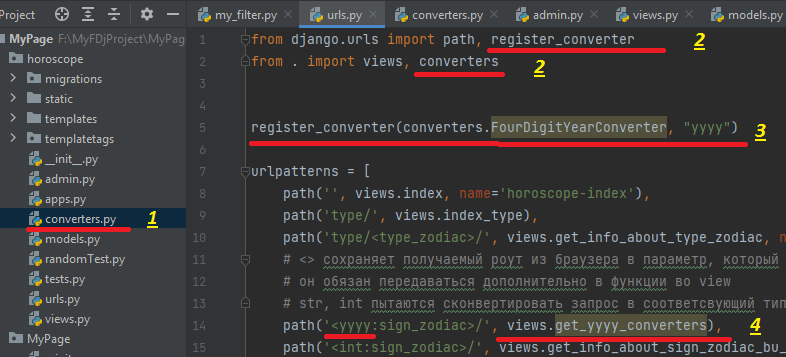 Project
my_filter.py
urls.py
converters.py
admin.py
views.py
models.py
MyPage F:\MyFDjProject\MyPag
horoscope
migrations
static
templates
templatetags
__init__.py
admin.py
apps.py
converters.py 1
models.py
randomTest.py
tests.py
urls.py
views.py
MyPage
1 from django.urls import path, register_converter 2
2 from . import views, converters
2
3
4
5 register_converter(converters.FourDigitYearConverter, "yyyy") 3
6
7 urlpatterns = [
8 path('', views.index, name='horoscope-index'),
9 path('type/', views.index_type),
10 path('type/<type_zodiac>/', views.get_info_about_type_zodiac, n
11 # <> сохраняет получаемый роут из браузера в параметр, который
12 # он обязан передаваться дополнительно в функции во view
13 # str, int пытаются сконвертировать запрос в соответсвующий тип
14 path('<yyyy:sign_zodiac>/', views.get_yyyy_converters), 4
15 path('<int:sign_zodiac>/', views.get_info_about_sign_zodiac_bu_